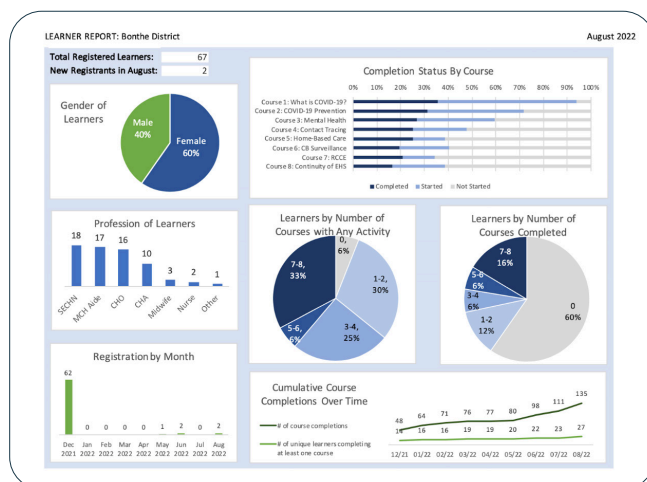 LEARNER REPORT: Bonthe District
August 2022
Total Registered Learners: 67
New Registrants in August: 2
Gender of
Learners
Male
40%
Female
60%
Completion Status By Course
0% 10% 20% 30% 40% 50% 60% 70% 80% 90% 100%
Course 1: What is COVID-19?
Course 2: COVID-19 Prevention
Course 3: Mental Health
Course 4: Contact Tracing
Course 5: Home-Based Care
Course 6: CB Surveillance
Course 7: RCCE
Course 8: Continuity of EHS
Completed Started Not Started
Profession of Learners
18 17 16 10 3 2 1
SECHN MCH Aide CHO CHA Midwife Nurse Other
Learners by Number of
Courses with Any Activity
0,
6%
1-2,
30%
3-4,
25%
5-6,
6%
7-8,
33%
Learners by Number of
Courses Completed
0
60%
1-2
12%
3-4
6%
5-6
6%
7-8
16%
Registration by Month
62 0 0 0 0 1 2 0 2
Dec Jan Feb Mar Apr May Jun Jul Aug
2021 2022 2022 2022 2022 2022 2022 2022 2022
Cumulative Course
Completions Over Time
# of course completions
# of unique learners completing
at least one course
48 64 71 76 77 80 98 111 135
14 16 16 19 19 20 22 23 27
12/21 01/22 02/22 03/22 04/22 05/22 06/22 07/22 08/22